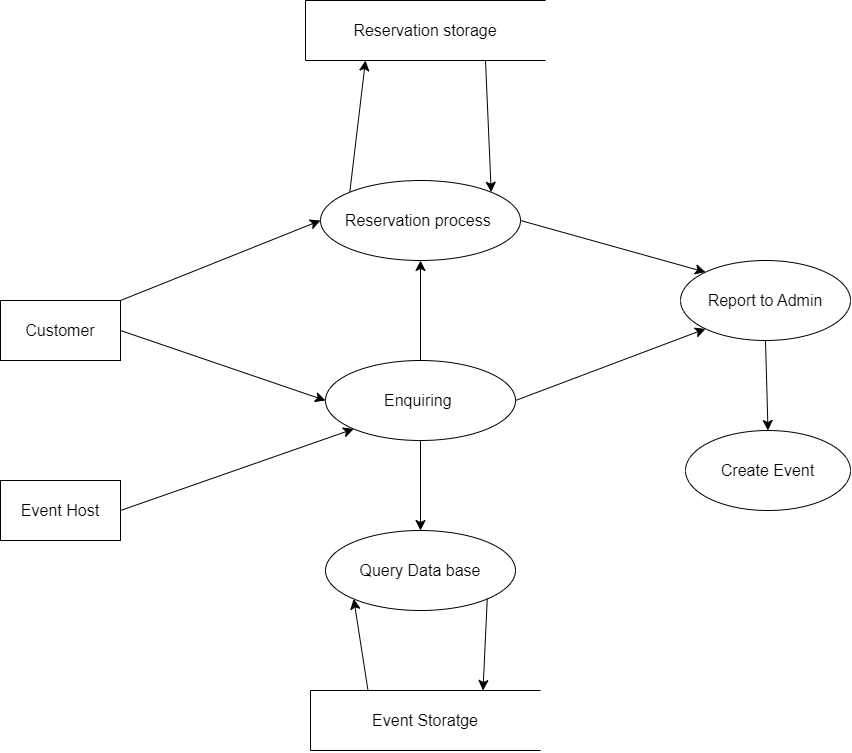 Reservation storage
Reservation process
Report to Admin
Customer
Enquiring
Create Event
Event Host
Query Data base
Event Storatge